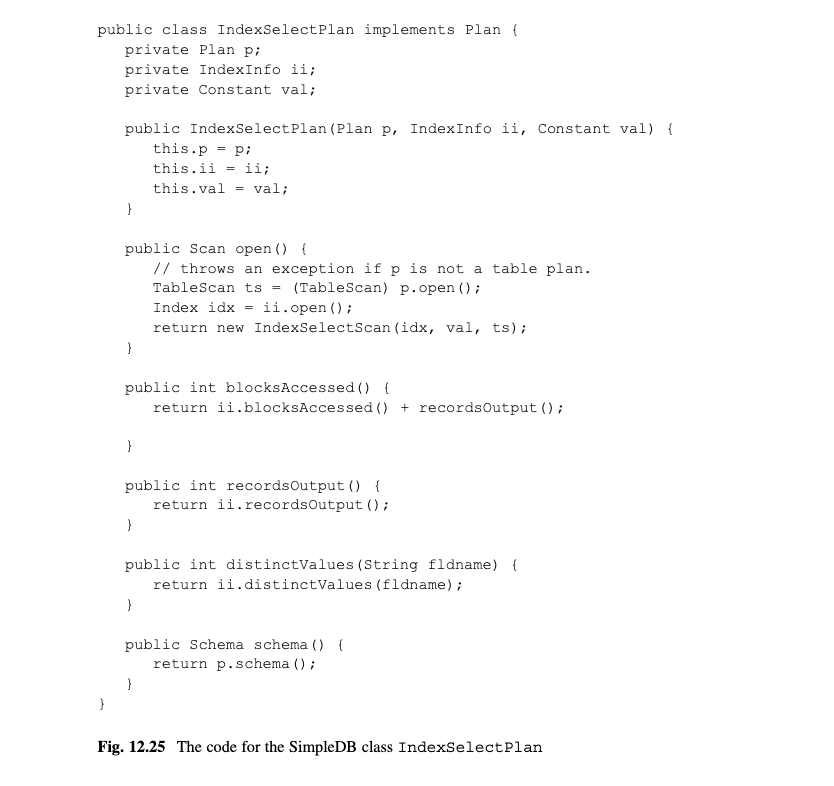 public class IndexSelectPlan implements Plan {
private Plan p;
private IndexInfo ii;
private Constant val;
public IndexSelectPlan(Plan p, IndexInfo ii, Constant val) {
this.p = p;
this.ii = ii;
this.val = val;
}
public Scan open() {
// throws an exception if p is not a table plan.
TableScan ts = (TableScan) p.open();
Index idx = ii.open();
return new IndexSelectScan(idx, val, ts);
}
public int blocksAccessed() {
return ii.blocksAccessed() + recordsOutput();
}
public int recordsOutput() {
return ii.recordsOutput();
}
public int distinctValues(String fldname) {
return ii.distinctValues(fldname);
}
public Schema schema() {
return p.schema();
}
}
Fig. 12.25 The code for the SimpleDB class IndexSelectPlan